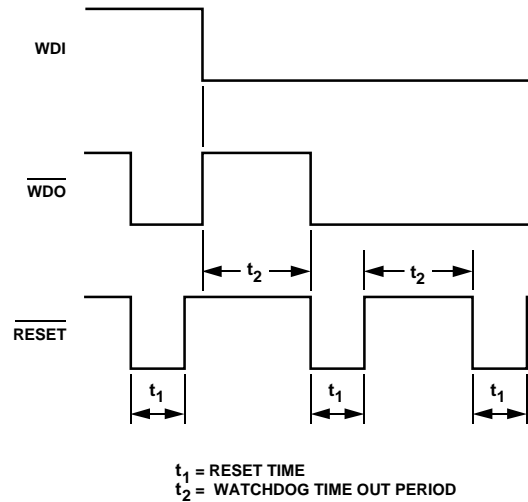 WDI
WDO
t2
t2
RESET
t1
t1
t1
t1 = RESET TIME
t2 = WATCHDOG TIME OUT PERIOD